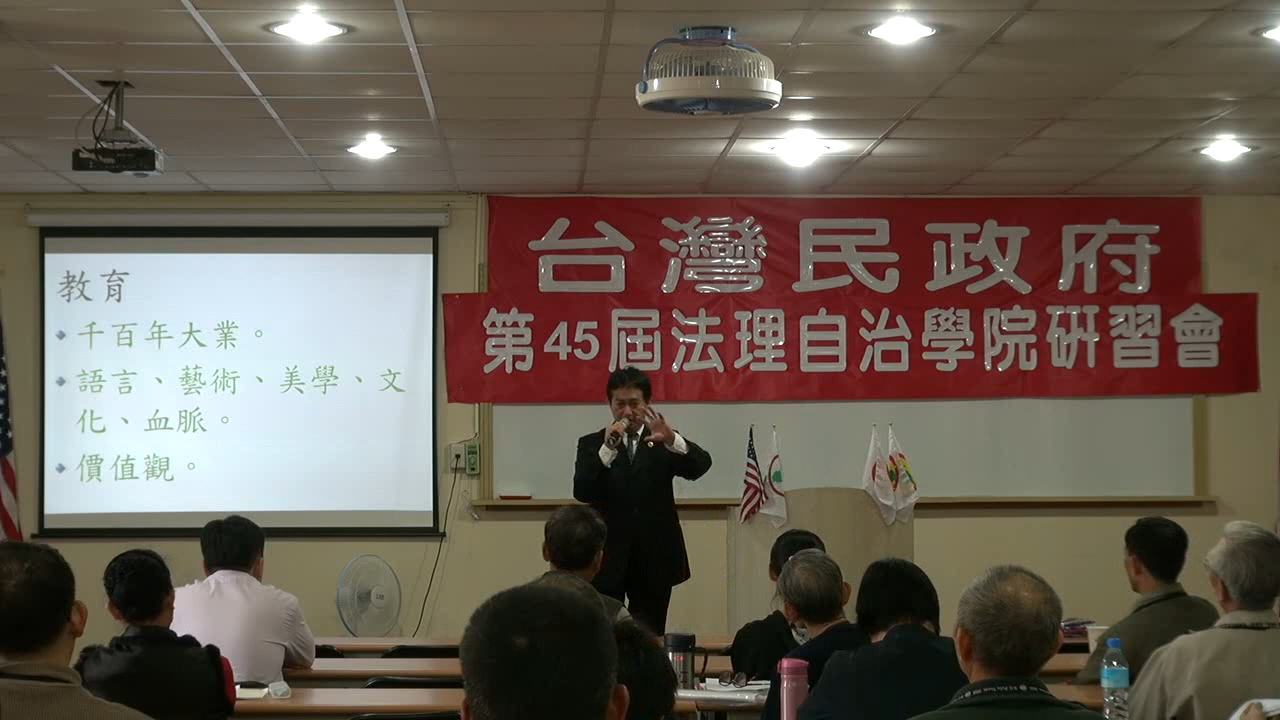 教育
千百年大業。
語言、藝術、美學、文
化、血脈。
價值觀。
台灣民政府
第45屆法理自治學院研習會